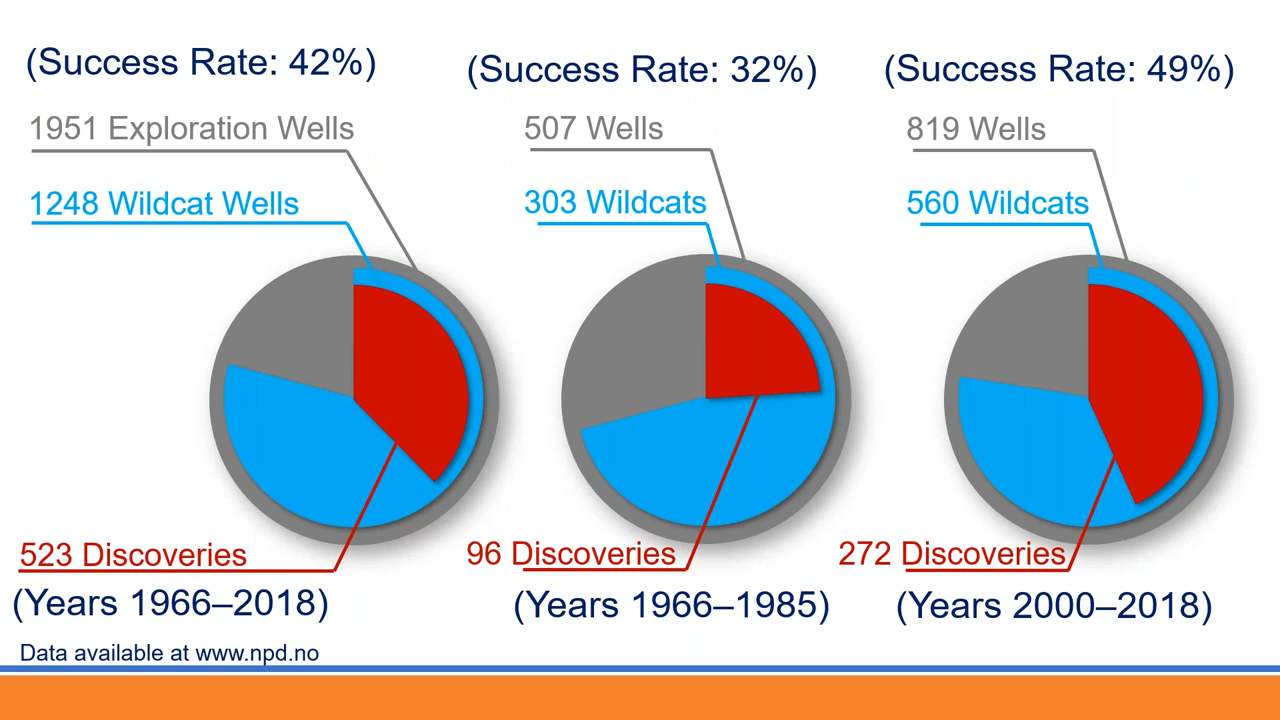 (Success Rate: 42%)
1951 Exploration Wells
1248 Wildcat Wells
523 Discoveries
(Years 1966–2018)
(Success Rate: 32%)
507 Wells
303 Wildcats
96 Discoveries
(Years 1966–1985)
(Success Rate: 49%)
819 Wells
560 Wildcats
272 Discoveries
(Years 2000–2018)
Data available at www.npd.no